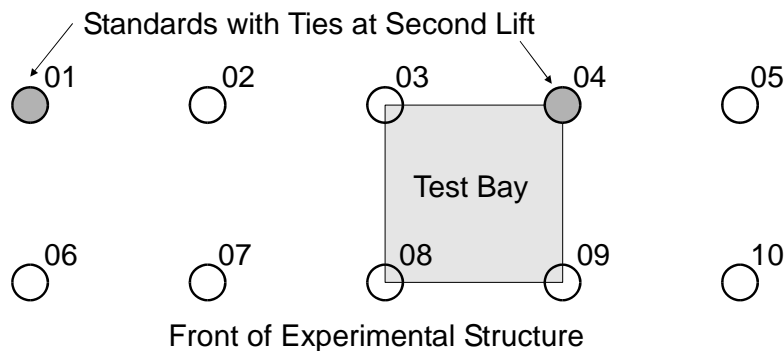 Standards with Ties at Second Lift
01 02 03 04 05
Test Bay
06 07 08 09 10
Front of Experimental Structure